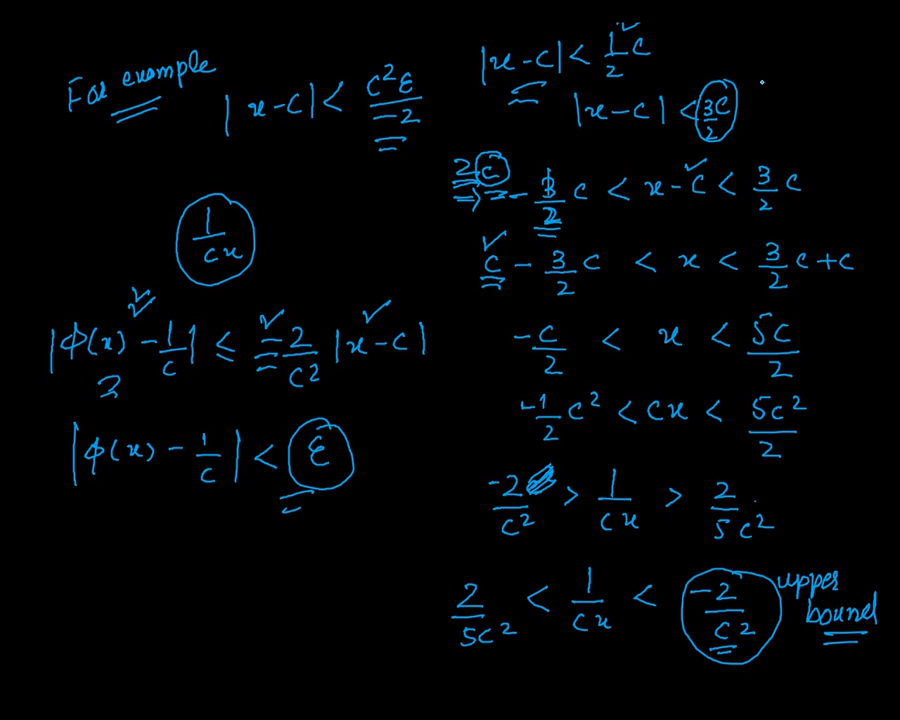 For example
|x-c| < c²ε/-2
1/cx
|ϕ(x) - 1/c| ≤ = 2/c² |x-c|
2
|ϕ(x) - 1/c| < ε
|x-c| < 1/2 c
|x-c| < 3c/2
2c
⇒ = - 3/2 c < x-c < 3/2 c
c - 3/2 c < x < 3/2 c + c
-c/2 < x < 5c/2
-1/2 c² < cx < 5c²/2
-2/c² > 1/cx > 2/5c²
2/5c² < 1/cx < -2/c² upper
bound